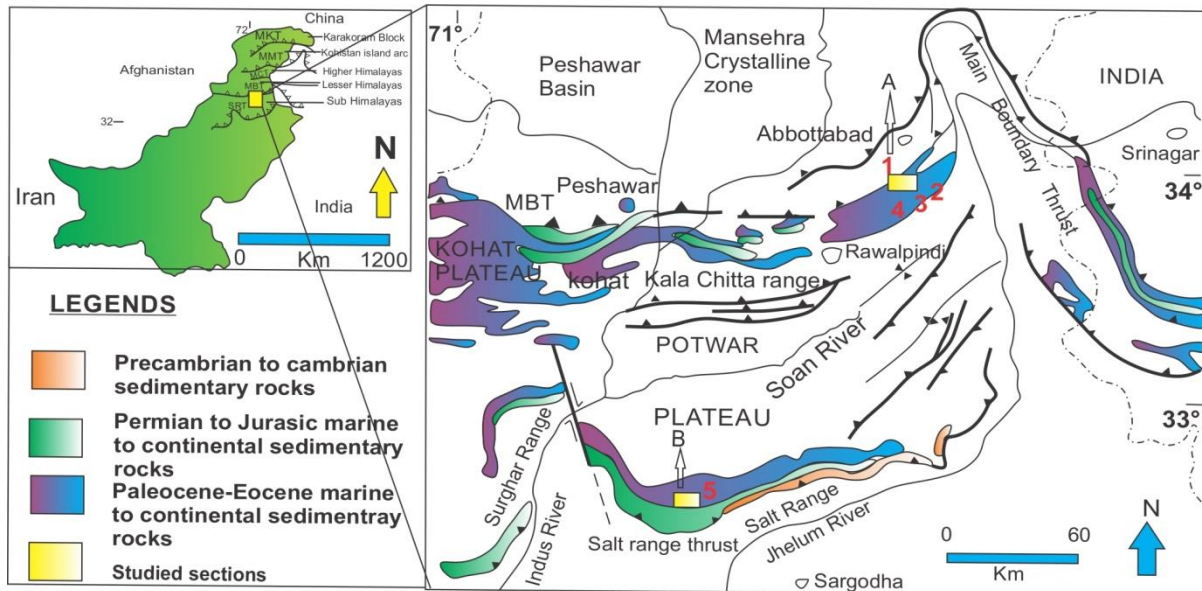 China
72
MKT
Karakoram Block
Kohistan island arc
MMT
Afghanistan
MCT
Higher Himalayas
MBT
Lesser Himalayas
SRT
Sub Himalayas
32
N
Iran
India
0
Km
1200
LEGENDS
Precambrian to cambrian
sedimentary rocks
Permian to Jurasic marine
to continental sedimentary
rocks
Paleocene-Eocene marine
to continental sedimentray
rocks
Studied sections
71°
Peshawar
Basin
Mansehra
Crystalline
zone
A
Abbottabad
Main
Boundary
Thrust
INDIA
Srinagar
34°
1
2
3
4
Peshawar
MBT
KOHAT
PLATEAU
kohat
Kala Chitta range
Rawalpindi
POTWAR
Soan River
PLATEAU
33
B
5
Surghar Range
Indus River
Salt range thrust
Salt Range
Jhelum River
Sargodha
0
60
Km
N